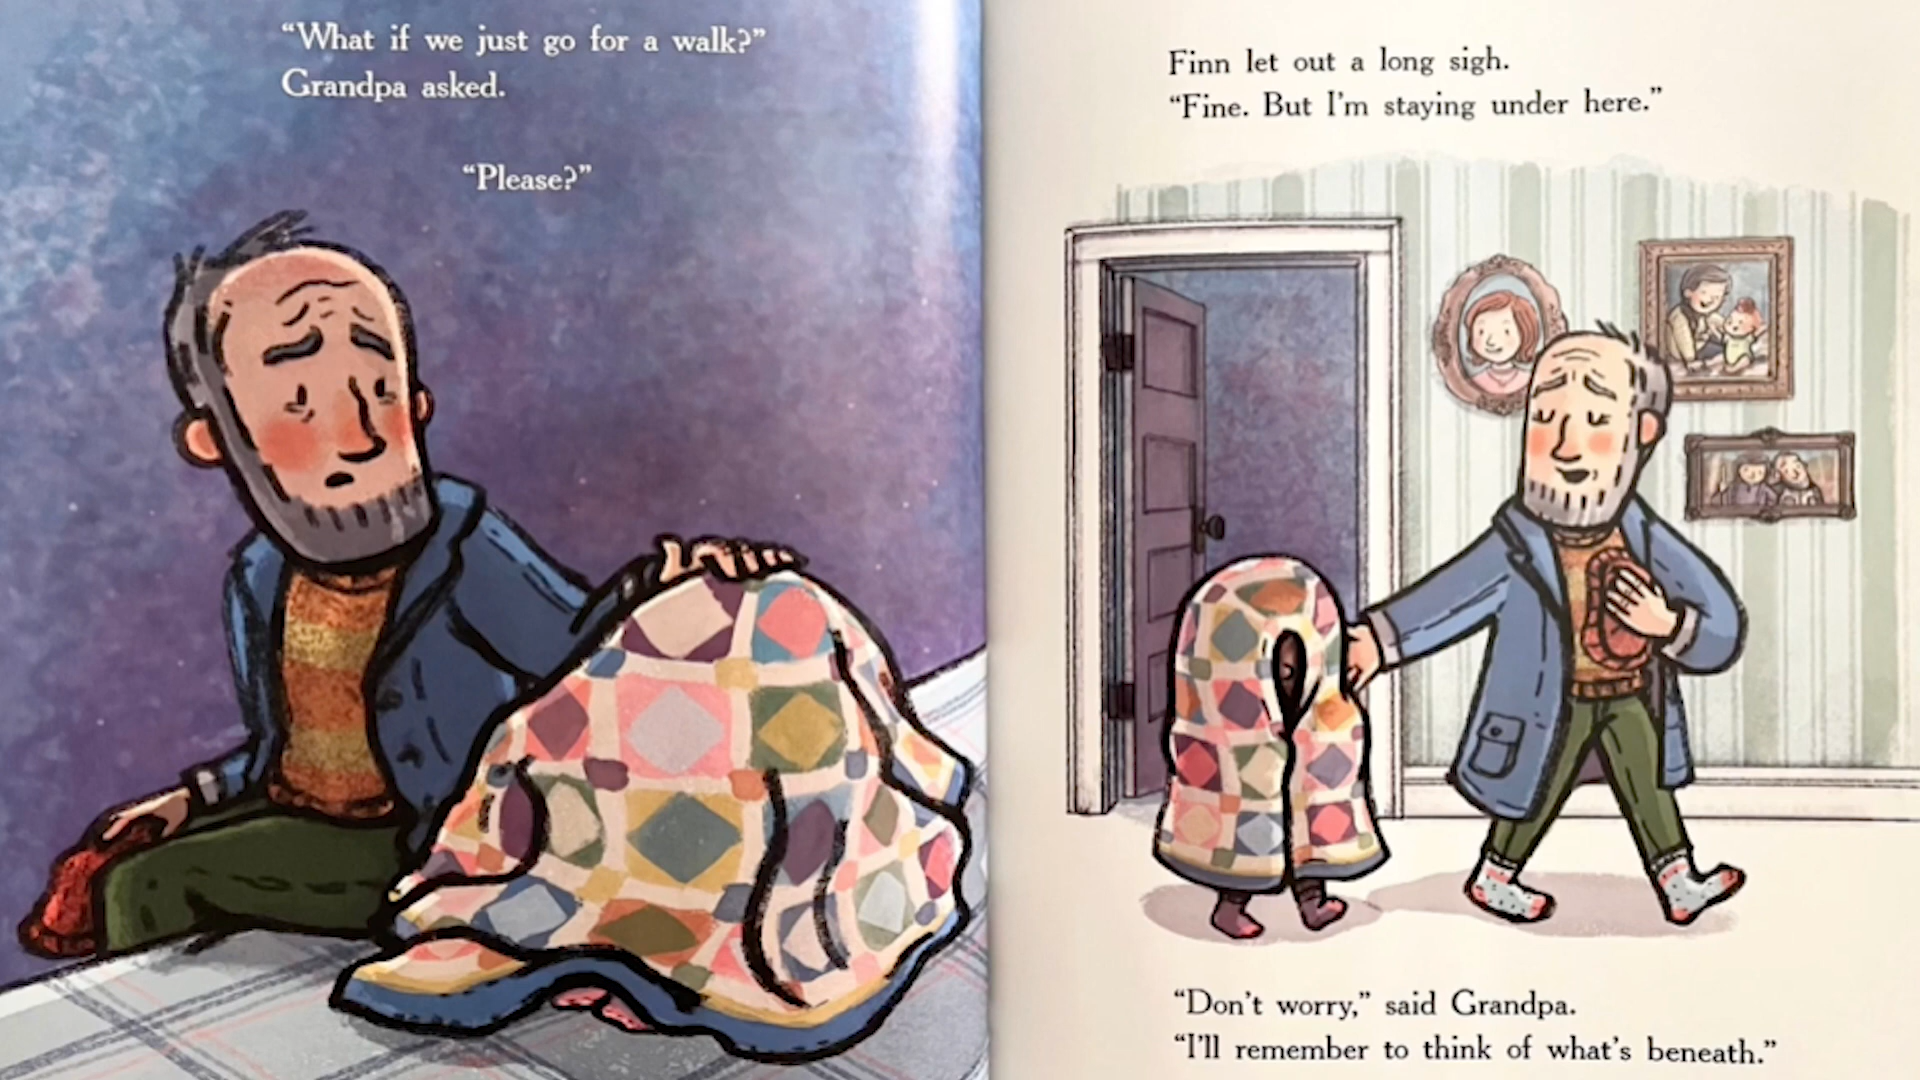 “What if we just go for a walk?”
Grandpa asked.
“Please?”
Finn let out a long sigh.
“Fine. But I’m staying under here.”
“Don’t worry,” said Grandpa.
“I’ll remember to think of what’s beneath.”